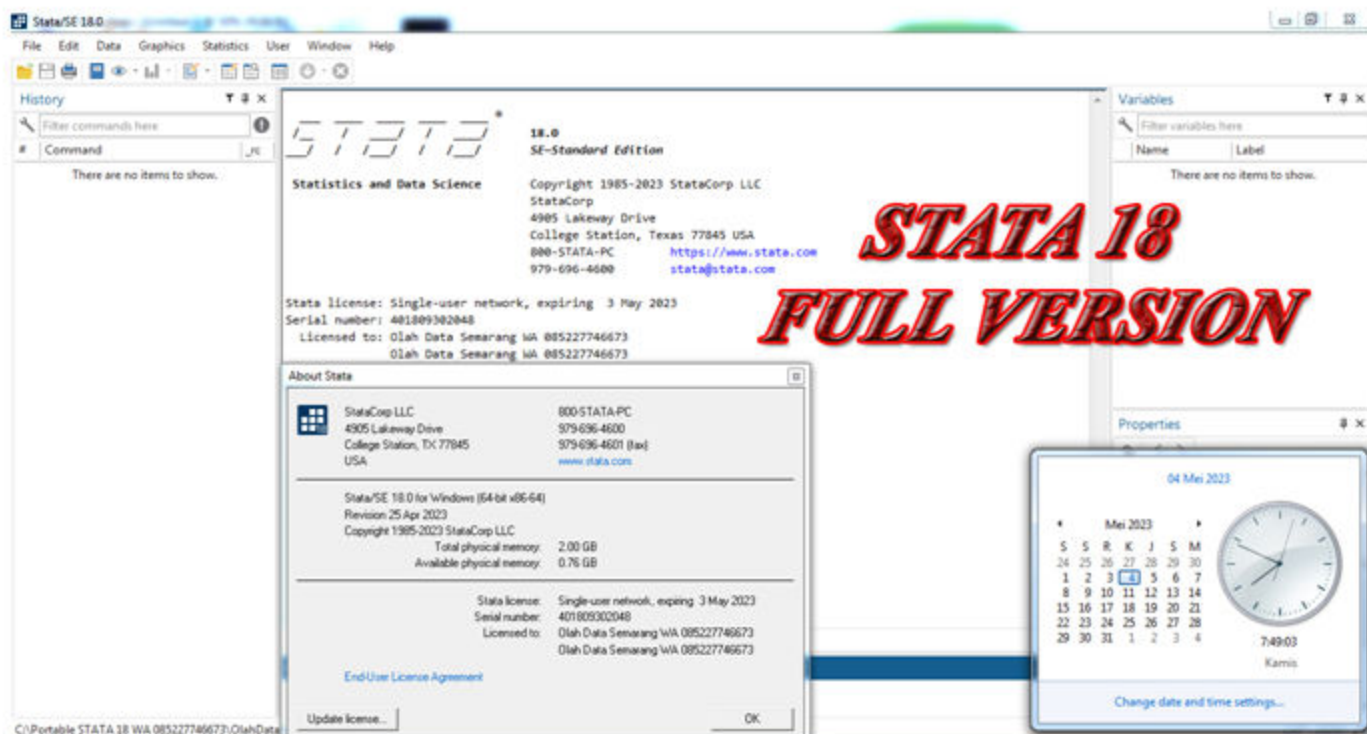 Stata/SE 18.0
File Edit Data Graphics Statistics User Window Help
History
Filter commands here
# Command _rc
There are no items to show.
STATA ®
18.0
SE-Standard Edition
Statistics and Data Science
Copyright 1985-2023 StataCorp LLC
StataCorp
4905 Lakeway Drive
College Station, Texas 77845 USA
800-STATA-PC https://www.stata.com
979-696-4600 stata@stata.com
Stata license: Single-user network, expiring 3 May 2023
Serial number: 401809302048
Licensed to: Olah Data Semarang WA 085227746673
Olah Data Semarang WA 085227746673
Variables
Filter variables here
Name Label
There are no items to show.
STATA 18
FULL VERSION
Properties
About Stata
StataCorp LLC
4905 Lakeway Drive
College Station, TX 77845
USA
800-STATA-PC
979-696-4600
979-696-4601 (fax)
www.stata.com
Stata/SE 18.0 for Windows (64-bit x86-64)
Revision 25 Apr 2023
Copyright 1985-2023 StataCorp LLC
Total physical memory: 2.00 GB
Available physical memory: 0.76 GB
Stata license: Single-user network, expiring 3 May 2023
Serial number: 401809302048
Licensed to: Olah Data Semarang WA 085227746673
Olah Data Semarang WA 085227746673
End-User License Agreement
Update license...
OK
04 Mei 2023
Mei 2023
S S R K J S M
24 25 26 27 28 29 30
1 2 3 4 5 6 7
8 9 10 11 12 13 14
15 16 17 18 19 20 21
22 23 24 25 26 27 28
29 30 31 1 2 3 4
7:49:03
Kamis
Change date and time settings...
C:\Portable STATA 18 WA 085227746673\OlahData